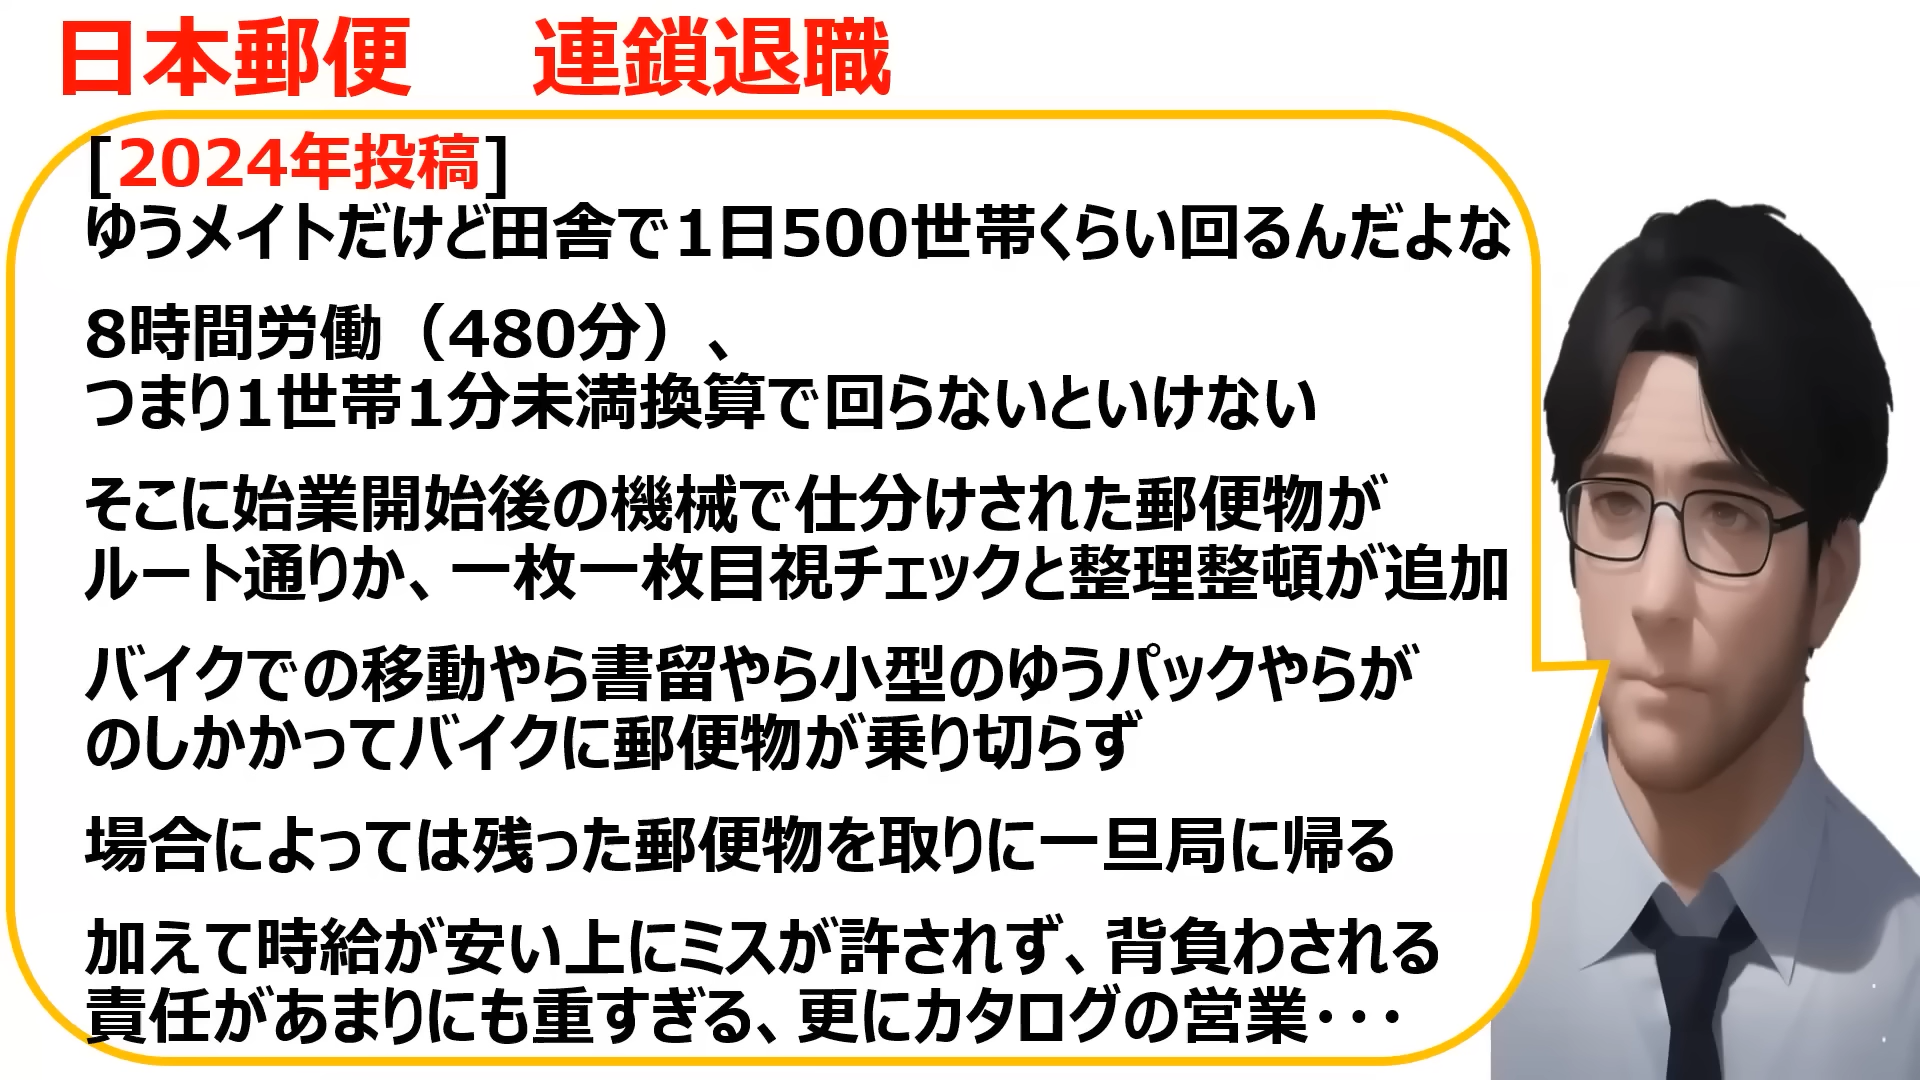 日本郵便　連鎖退職
[2024年投稿]
ゆうメイトだけど田舎で1日500世帯くらい回るんだよな
8時間労働（480分）、
つまり1世帯1分未満換算で回らないといけない
そこに始業開始後の機械で仕分けされた郵便物が
ルート通りか、一枚一枚目視チェックと整理整頓が追加
バイクでの移動やら書留やら小型のゆうパックやらが
のしかかってバイクに郵便物が乗り切らず
場合によっては残った郵便物を取りに一旦局に帰る
加えて時給が安い上にミスが許されず、背負わされる
責任があまりにも重すぎる、更にカタログの営業･･･